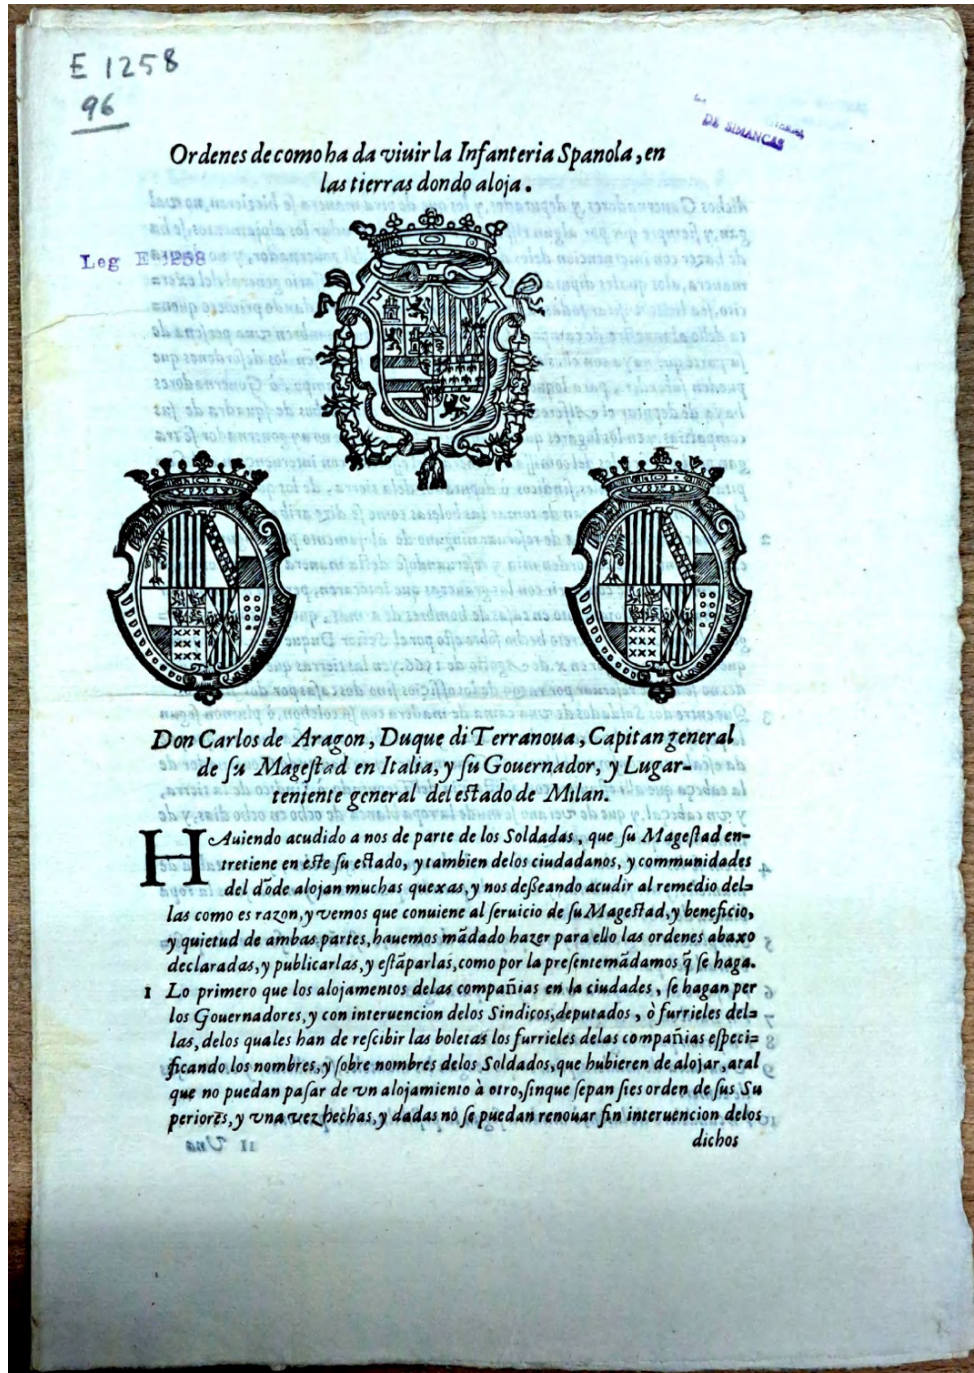 E 1258
96
DE SIMANCAS
Ordenes de como ha da viuir la Infanteria Spanola, en
las tierras dondo aloja.
Leg E 1258
Don Carlos de Aragon, Duque di Terranoua, Capitan general
de su Magestad en Italia, y su Gouernador, y Lugar-
teniente general del estado de Milan.
HAuiendo acudido a nos de parte de los Soldadas, que su Magestad en-
tretiene en este su estado, y tambien delos ciudadanos, y communidades
del dõde alojan muchas quexas, y nos deßeando acudir al remedio del-
las como es razon, y vemos que conuiene al seruicio de su Magestad, y beneficio,
y quietud de ambas partes, hauemos mãdado hazer para ello las ordenes abaxo
declaradas, y publicarlas, y estãparlas, como por la presente mãdamos q̃ se haga.
1 Lo primero que los alojamentos delas compañias en la ciudades, se hagan per
los Gouernadores, y con interuencion delos Sindicos, deputados, ò furrieles del-
las, delos quales han de rescibir las boletas los furrieles delas compañias especi-
ficando los nombres, y sobre nombres delos Soldados, que hubieren de alojar, atal
que no puedan pasar de vn alojamiento à otro, sinque sepan sies orden de sus Su
periores, y vna vez hechas, y dadas no se puedan renouar sin interuencion delos
dichos